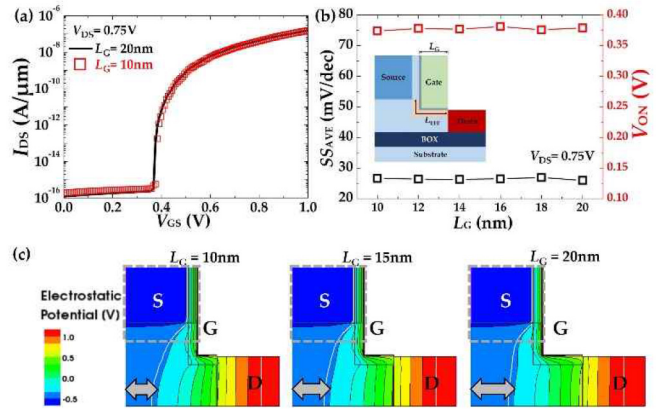 (a)
V_DS=0.75V
L_G= 20nm
L_G= 10nm
I_DS (A/μm)
10^-6
10^-8
10^-10
10^-12
10^-14
10^-16
0.0 0.2 0.4 0.6 0.8 1.0
V_GS (V)
(b)
SS_AVE (mV/dec)
80
70
60
50
40
30
20
L_G
Source
Gate
L_EFF
BOX
Substrate
V_DS=0.75V
10 12 14 16 18 20
L_G (nm)
0.40
0.35
0.30
0.25
0.20
0.15
0.10
V_ON (V)
(c)
Electrostatic
Potential (V)
1.0
0.5
0.0
-0.5
L_G = 10nm
S
G
L_G = 15nm
S
G
L_G = 20nm
S
G
D